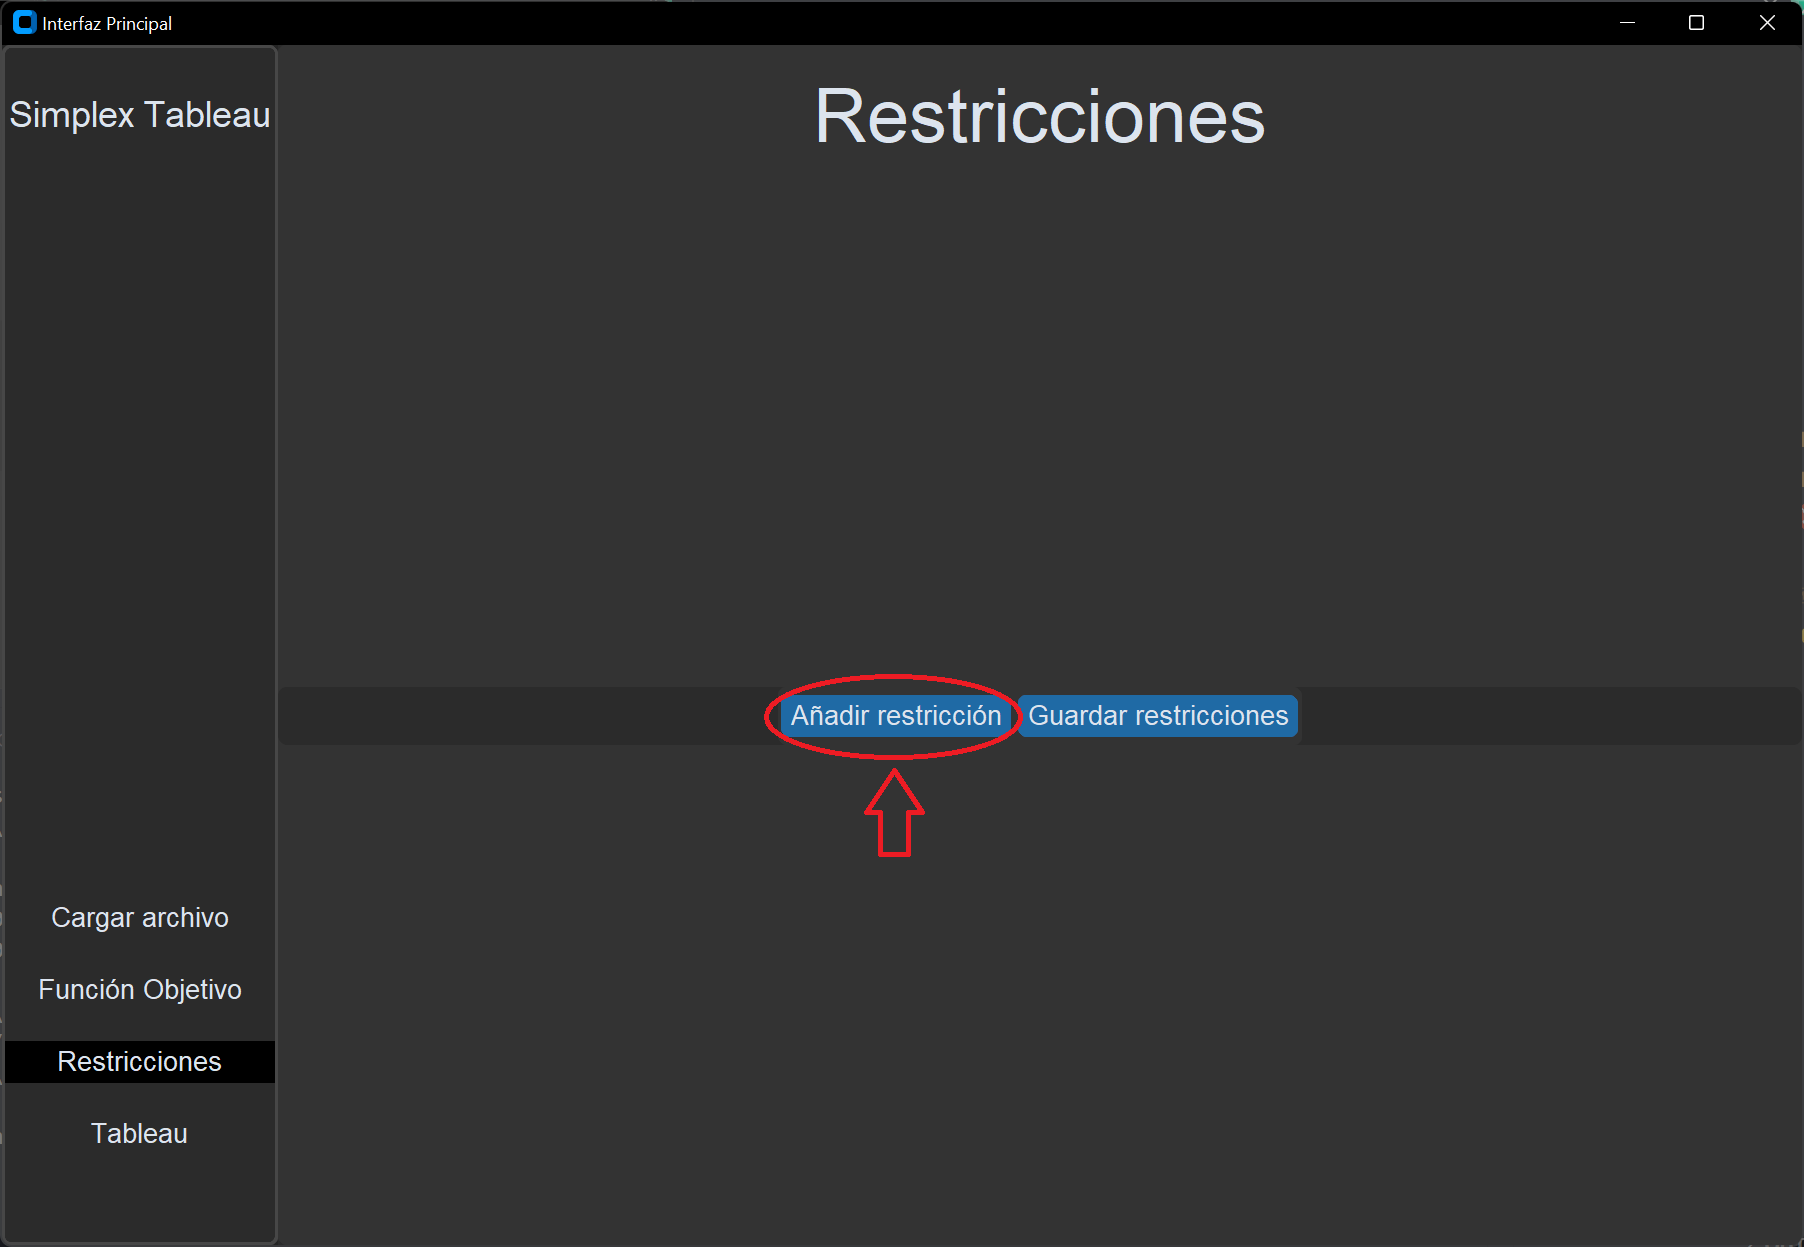 Interfaz Principal
Simplex Tableau
Restricciones
Añadir restricción
Guardar restricciones
Cargar archivo
Función Objetivo
Restricciones
Tableau